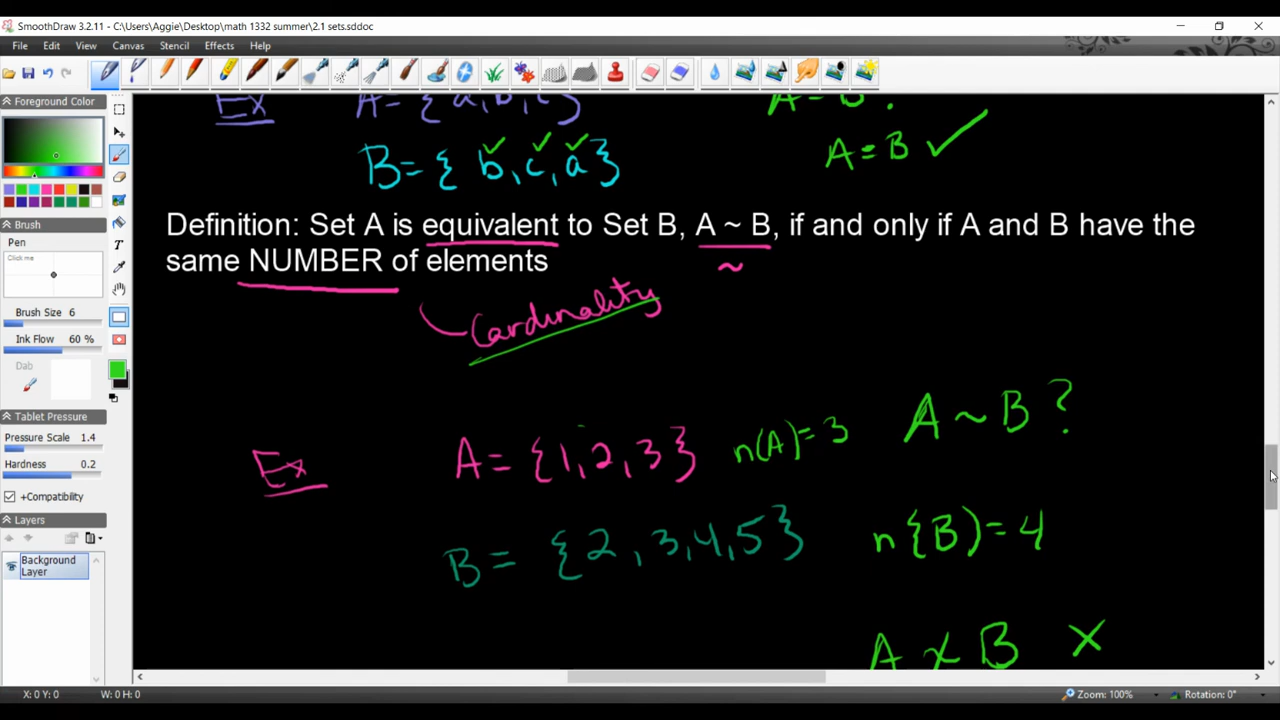 SmoothDraw 3.2.11 - C:\Users\Aggie\Desktop\math 1332 summer\2.1 sets.sddoc
File Edit View Canvas Stencil Effects Help
Foreground Color
Brush
Pen
Click me
Brush Size 6
Ink Flow 60 %
Dab
Tablet Pressure
Pressure Scale 1.4
Hardness 0.2
+Compatibility
Layers
Background
Layer
Ex A = {a,b,c} A = B ?
B = { b, c, a } A = B ✓
Definition: Set A is equivalent to Set B, A ~ B, if and only if A and B have the
same NUMBER of elements
~
Cardinality
Ex A = {1,2,3} n(A)=3 A ~ B ?
B = {2,3,4,5} n{B)=4
A ≁ B X
X: 0 Y: 0 W: 0 H: 0 Zoom: 100% Rotation: 0°